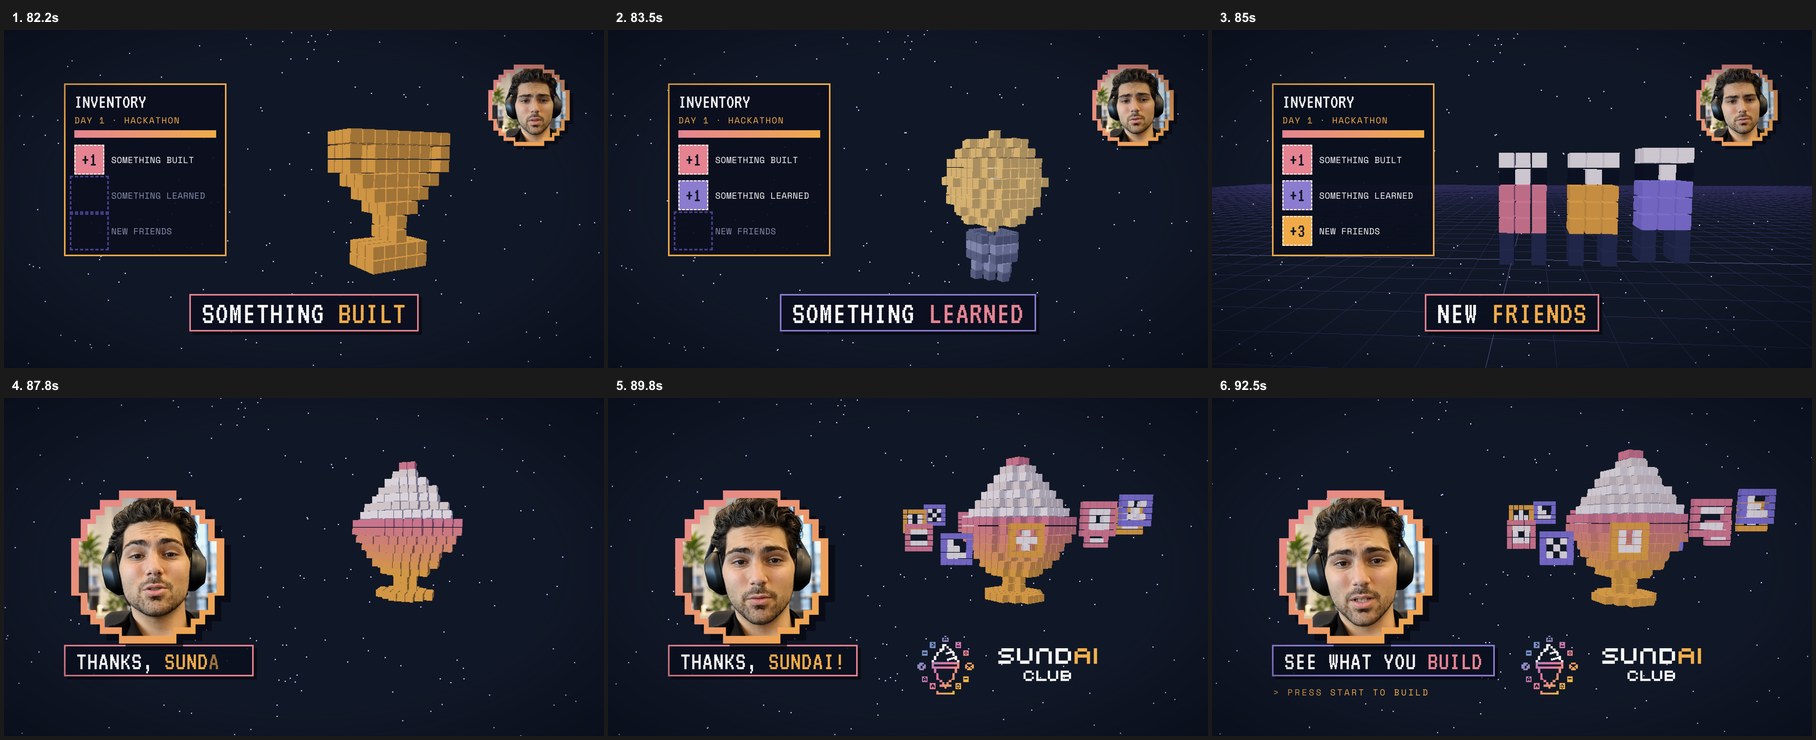 1. 82.2s
INVENTORY
DAY 1 · HACKATHON
+1 SOMETHING BUILT
SOMETHING LEARNED
NEW FRIENDS
SOMETHING BUILT
2. 83.5s
INVENTORY
DAY 1 · HACKATHON
+1 SOMETHING BUILT
+1 SOMETHING LEARNED
NEW FRIENDS
SOMETHING LEARNED
3. 85s
INVENTORY
DAY 1 · HACKATHON
+1 SOMETHING BUILT
+1 SOMETHING LEARNED
+3 NEW FRIENDS
NEW FRIENDS
4. 87.8s
THANKS, SUNDA
5. 89.8s
THANKS, SUNDAI!
SUNDAI
CLUB
6. 92.5s
SEE WHAT YOU BUILD
> PRESS START TO BUILD
SUNDAI
CLUB